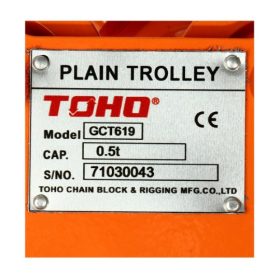 PLAIN TROLLEY
TOHO®
Model GCT619 CE
CAP. 0.5t
S/NO. 71030043
TOHO CHAIN BLOCK & RIGGING MFG.CO.,LTD